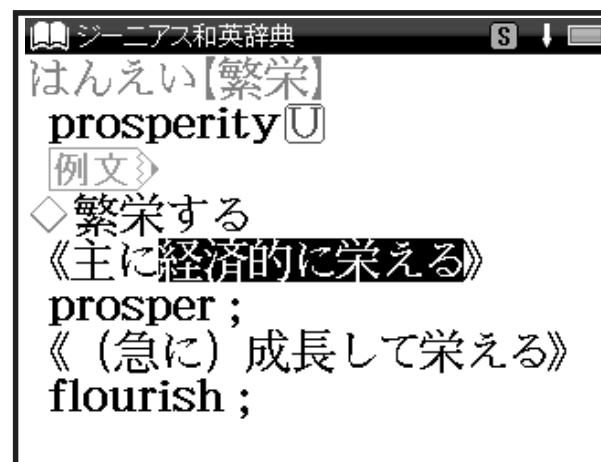 ジーニアス和英辞典 S
はんえい【繁栄】
prosperity U
例文
◇繁栄する
《主に経済的に栄える》
prosper ;
《（急に）成長して栄える》
flourish ;